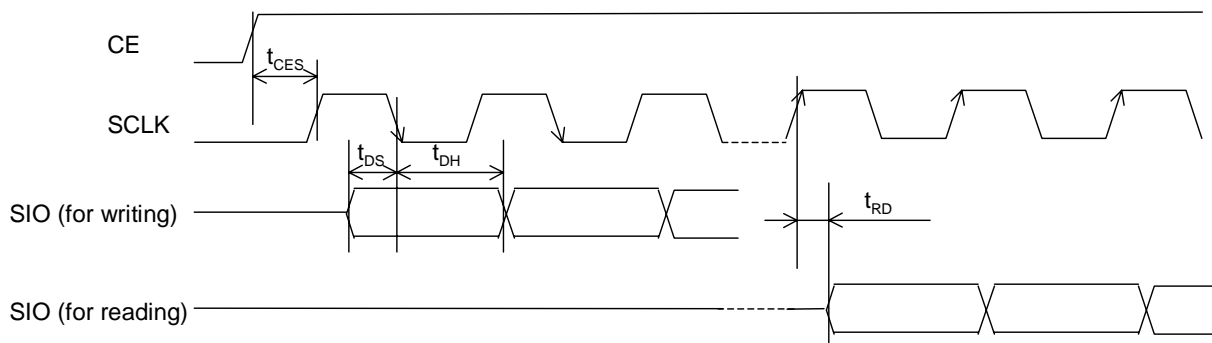 CE
tCES
SCLK
tDS
tDH
SIO (for writing)
tRD
SIO (for reading)